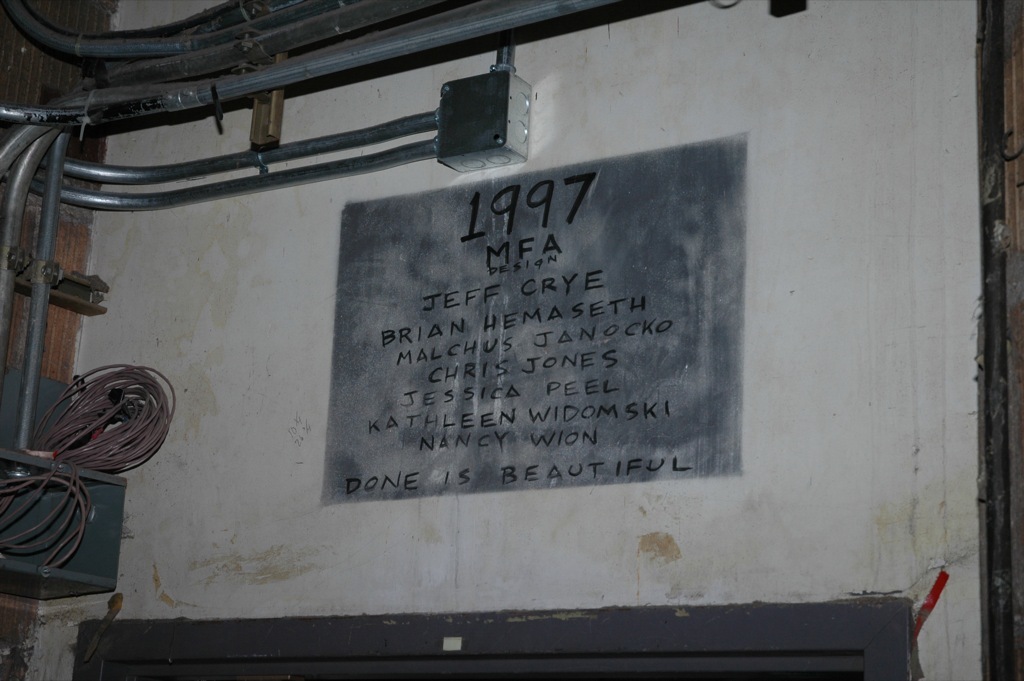 1997
MFA
DESIGN
JEFF CRYE
BRIAN HEMASETH
MALCHUS JANOCKO
CHRIS JONES
JESSICA PEEL
KATHLEEN WIDOMSKI
NANCY WION
DONE IS BEAUTIFUL